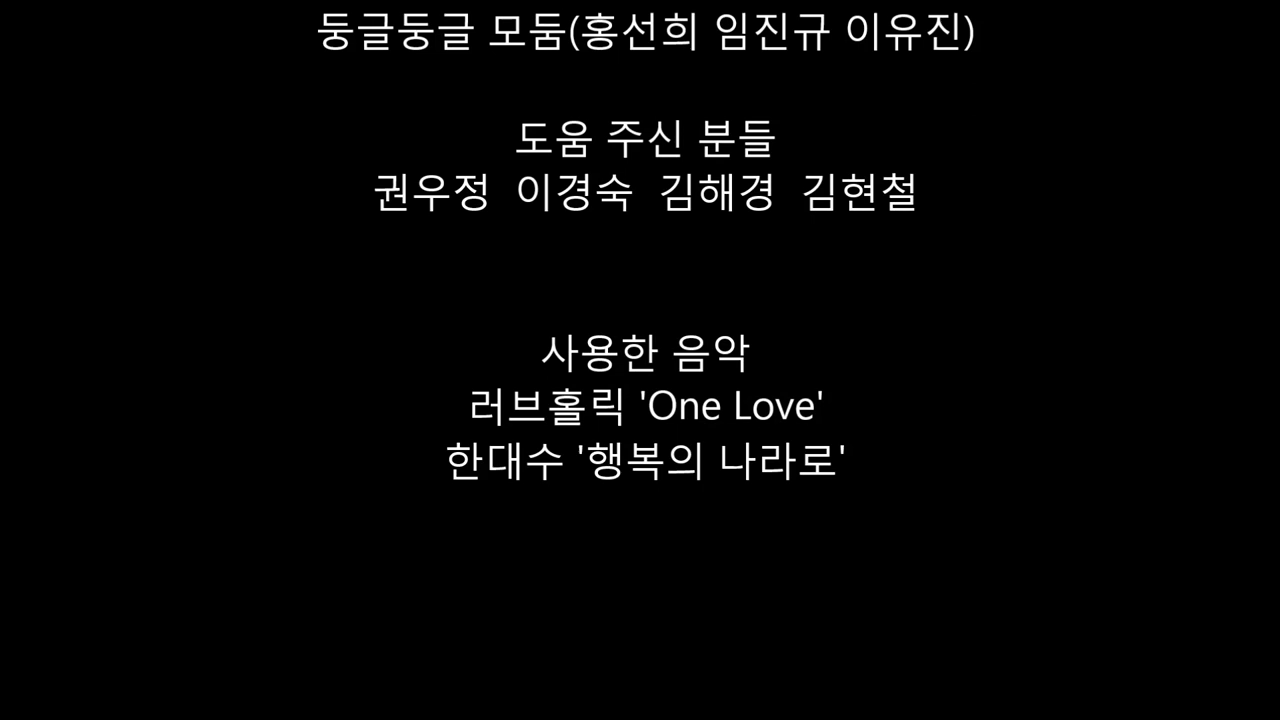 둥글둥글 모둠(홍선희 임진규 이유진)
도움 주신 분들
권우정 이경숙 김해경 김현철
사용한 음악
러브홀릭 'One Love'
한대수 '행복의 나라로'